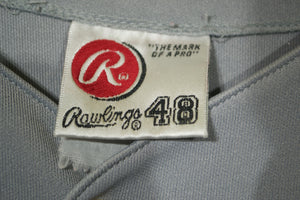 R®
"THE MARK
OF A PRO"
Rawlings® 48